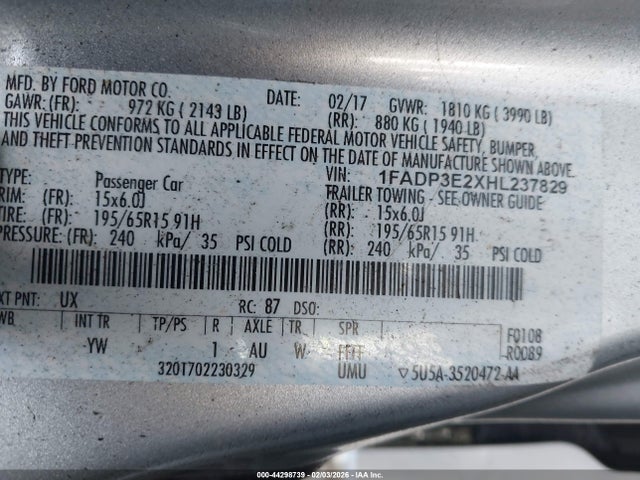 MFD. BY FORD MOTOR CO.
DATE: 02/17 GVWR: 1810 KG ( 3990 LB)
GAWR: (FR): 972 KG ( 2143 LB) (RR): 880 KG ( 1940 LB)
THIS VEHICLE CONFORMS TO ALL APPLICABLE FEDERAL MOTOR VEHICLE SAFETY, BUMPER,
AND THEFT PREVENTION STANDARDS IN EFFECT ON THE DATE OF MANUFACTURE SHOWN ABOVE.
VIN: 1FADP3E2XHL237829
TYPE: Passenger Car TRAILER TOWING - SEE OWNER GUIDE
RIM: (FR): 15x6.0J (RR): 15x6.0J
TIRE: (FR): 195/65R15 91H (RR): 195/65R15 91H
PRESSURE: (FR): 240 kPa/ 35 PSI COLD (RR): 240 kPa/ 35 PSI COLD
EXT PNT: UX RC: 87 DSO:
WB INT TR TP/PS R AXLE TR SPR F0108
YW 1 AU W R0089
3201702230329 UMU ▽5U5A-3520472-AA
000-44298739 - 02/03/2026 - IAA Inc.